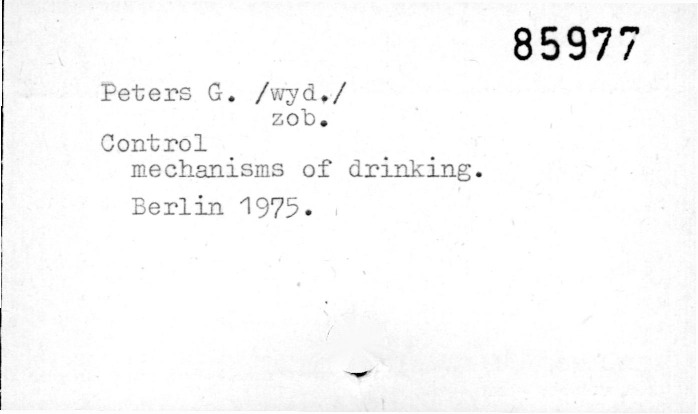 85977
Peters G. /wyd./
zob.
Control
mechanisms of drinking.
Berlin 1975.